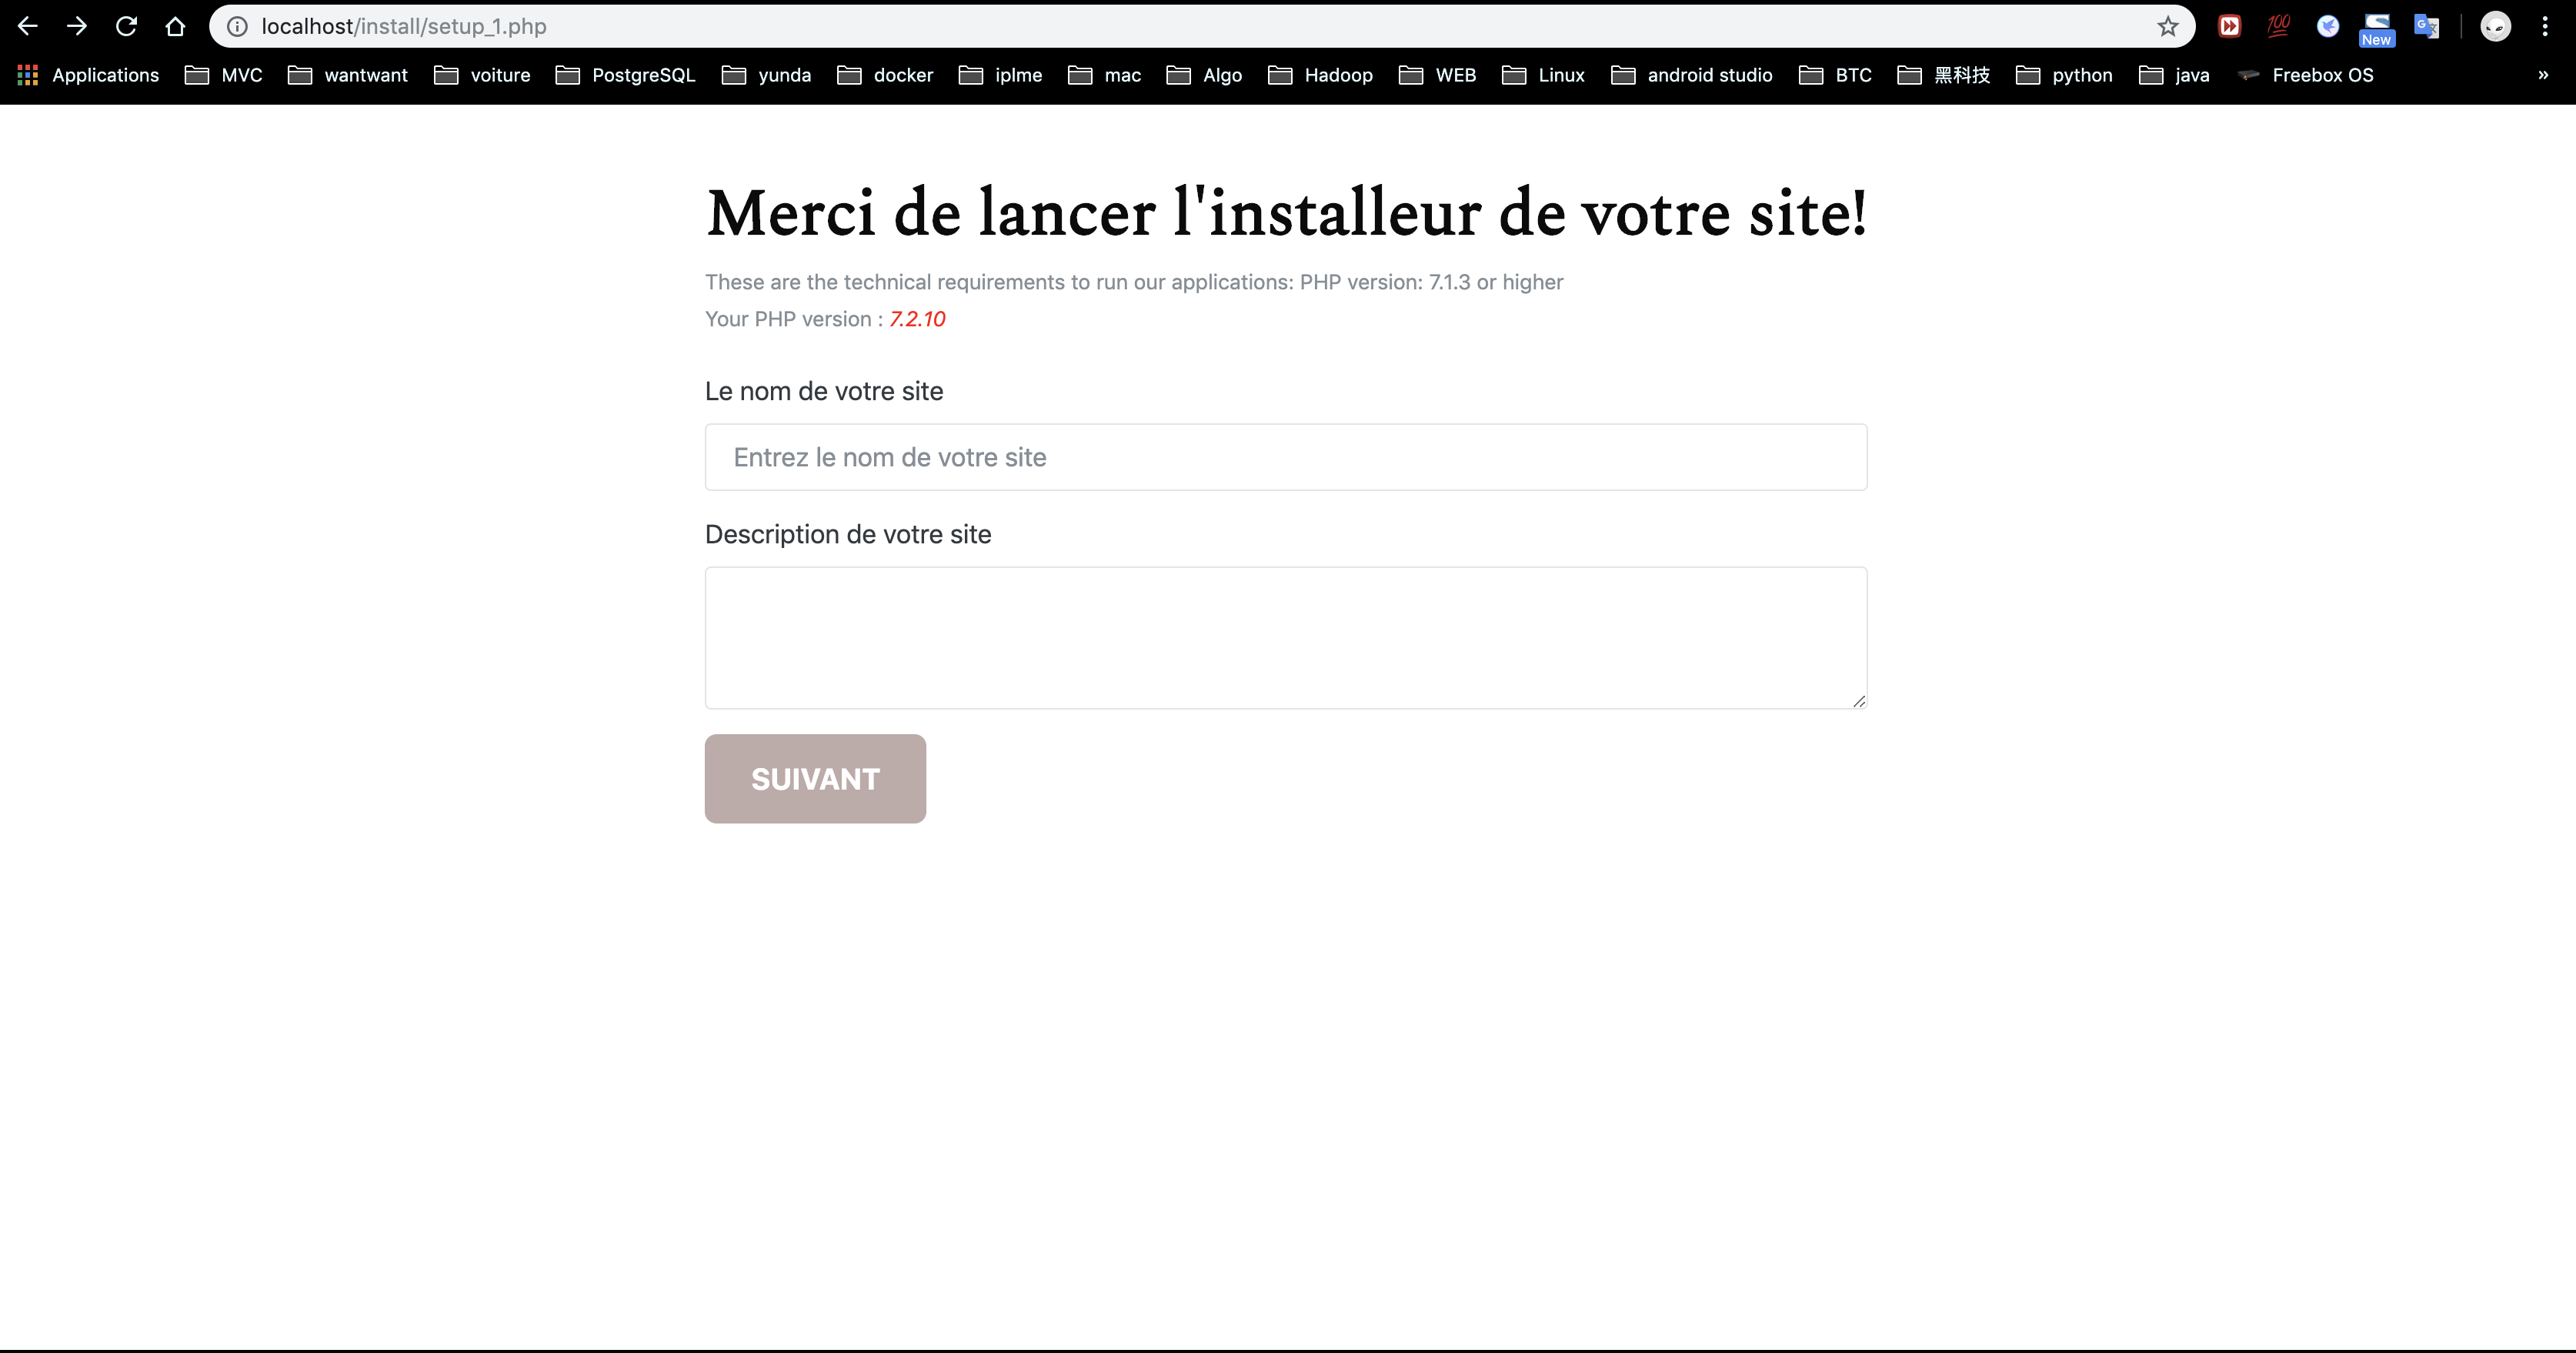 localhost/install/setup_1.php
100
New
G 文
Applications MVC wantwant voiture PostgreSQL yunda docker iplme mac Algo Hadoop WEB Linux android studio BTC 黑科技 python java Freebox OS »
Merci de lancer l'installeur de votre site!
These are the technical requirements to run our applications: PHP version: 7.1.3 or higher
Your PHP version : 7.2.10
Le nom de votre site
Entrez le nom de votre site
Description de votre site
SUIVANT